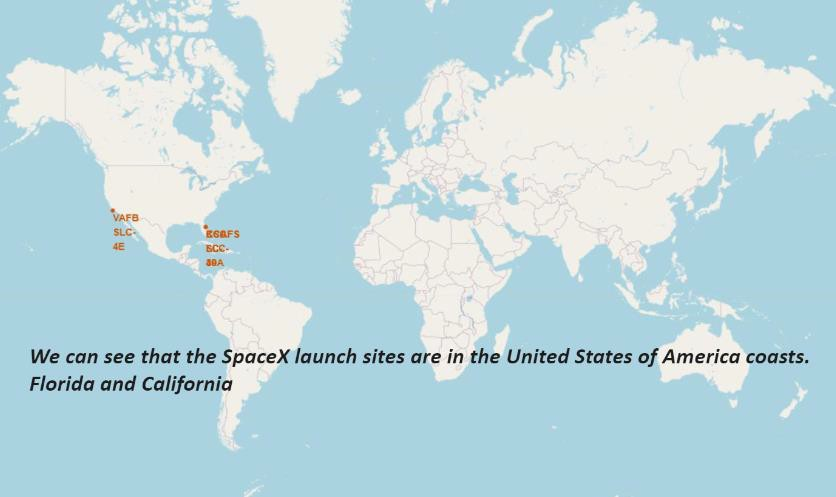 VAFB
SLC-
4E
We can see that the SpaceX launch sites are in the United States of America coasts.
Florida and California